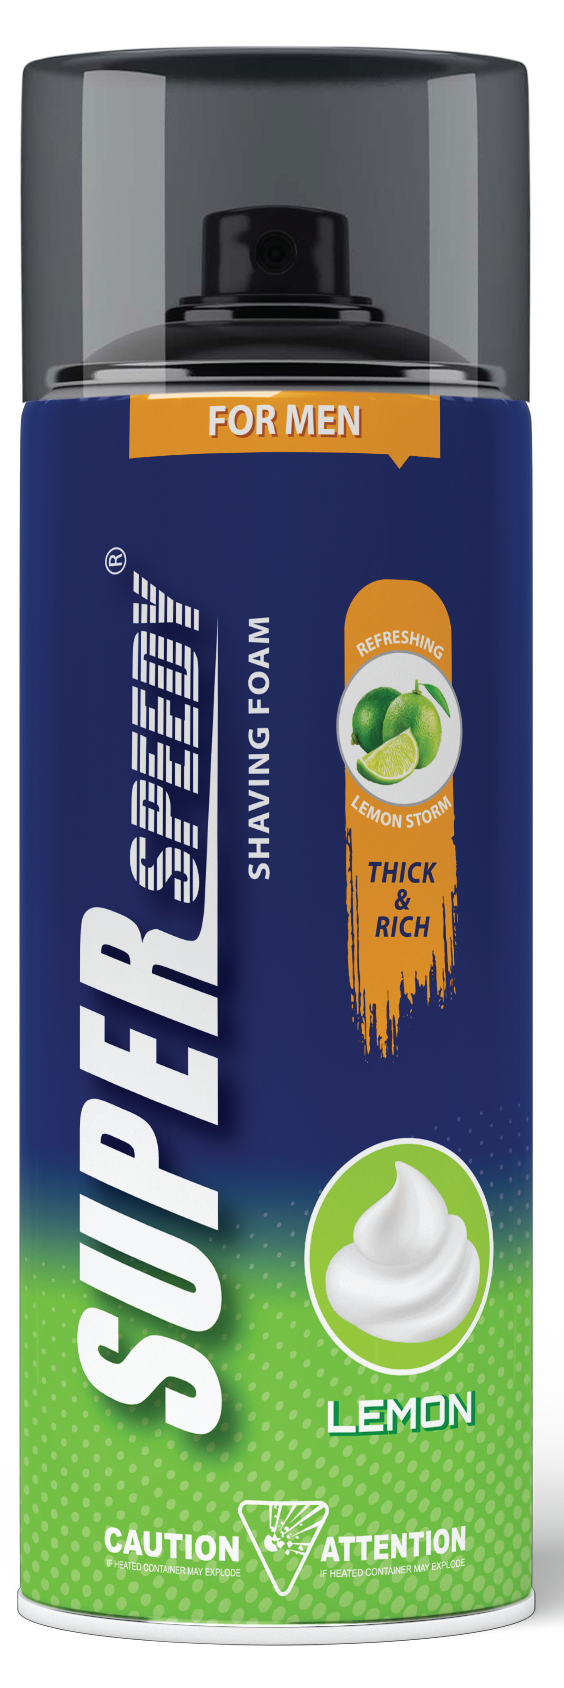 FOR MEN
SUPER SPEEDY ®
SHAVING FOAM
REFRESHING
LEMON STORM
THICK
&
RICH
LEMON
CAUTION
IF HEATED CONTAINER MAY EXPLODE
ATTENTION
IF HEATED CONTAINER MAY EXPLODE